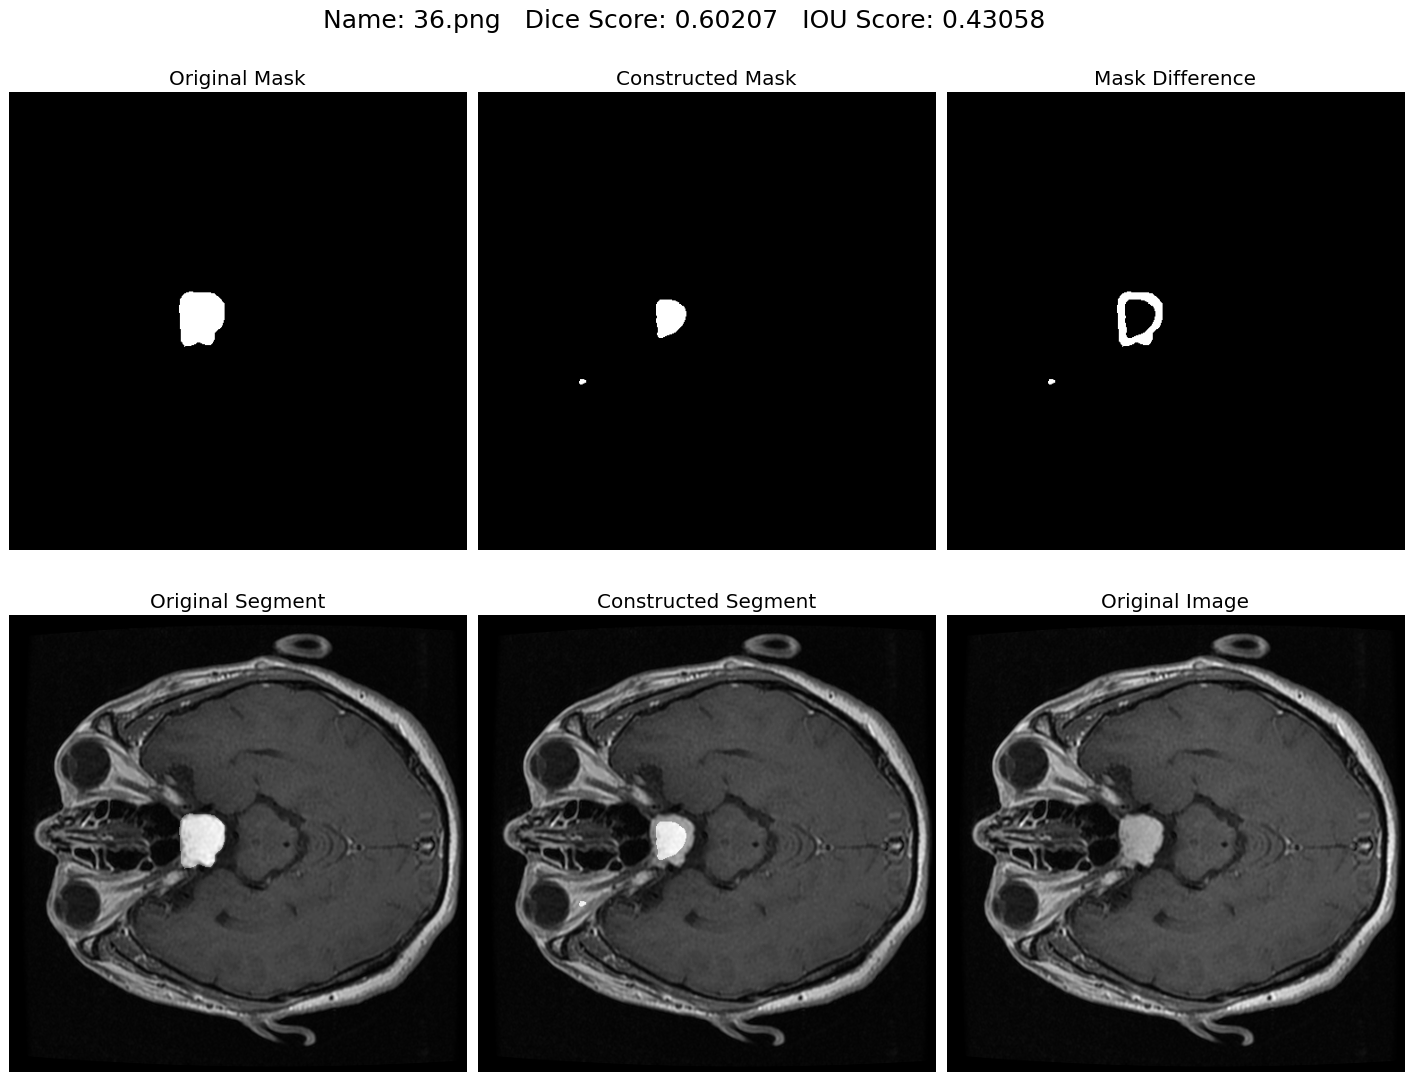 Name: 36.png   Dice Score: 0.60207   IOU Score: 0.43058
Original Mask
Constructed Mask
Mask Difference
Original Segment
Constructed Segment
Original Image